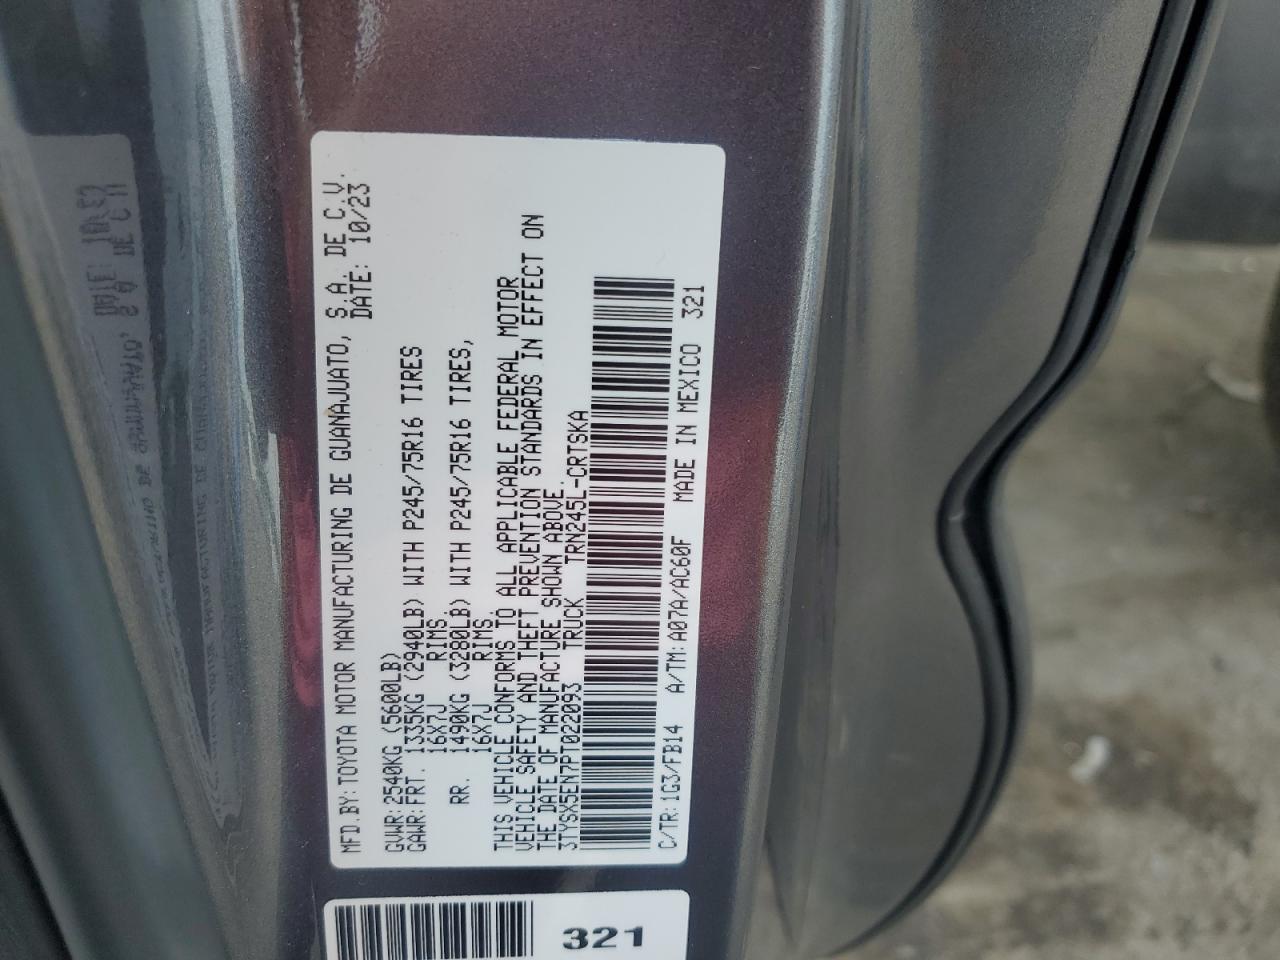 MFD.BY:TOYOTA MOTOR MANUFACTURING DE GUANAJUATO, S.A. DE C.V.
DATE: 10/23
GVWR:2540KG (5600LB)
GAWR:FRT. 1335KG (2940LB) WITH P245/75R16 TIRES
16X7J RIMS.
RR. 1490KG (3280LB) WITH P245/75R16 TIRES,
16X7J RIMS.
THIS VEHICLE CONFORMS TO ALL APPLICABLE FEDERAL MOTOR
VEHICLE SAFETY AND THEFT PREVENTION STANDARDS IN EFFECT ON
THE DATE OF MANUFACTURE SHOWN ABOVE.
3TYSX5EN7PT022093 TRUCK TRN245L-CRTSKA
C/TR:1G3/FB14 A/TM:A07A/AC60F MADE IN MEXICO 321
321